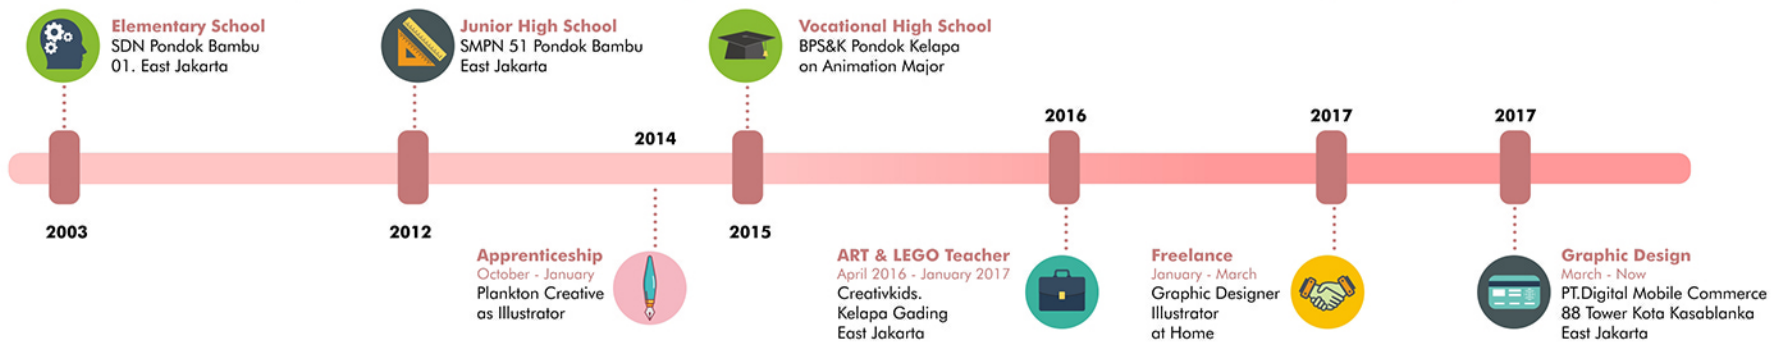 Elementary School
SDN Pondok Bambu
01. East Jakarta
Junior High School
SMPN 51 Pondok Bambu
East Jakarta
Vocational High School
BPS&K Pondok Kelapa
on Animation Major
2014
2016
2017
2017
2003
2012
2015
Apprenticeship
October - January
Plankton Creative
as Illustrator
ART & LEGO Teacher
April 2016 - January 2017
Creativkids.
Kelapa Gading
East Jakarta
Freelance
January - March
Graphic Designer
Illustrator
at Home
Graphic Design
March - Now
PT.Digital Mobile Commerce
88 Tower Kota Kasablanka
East Jakarta